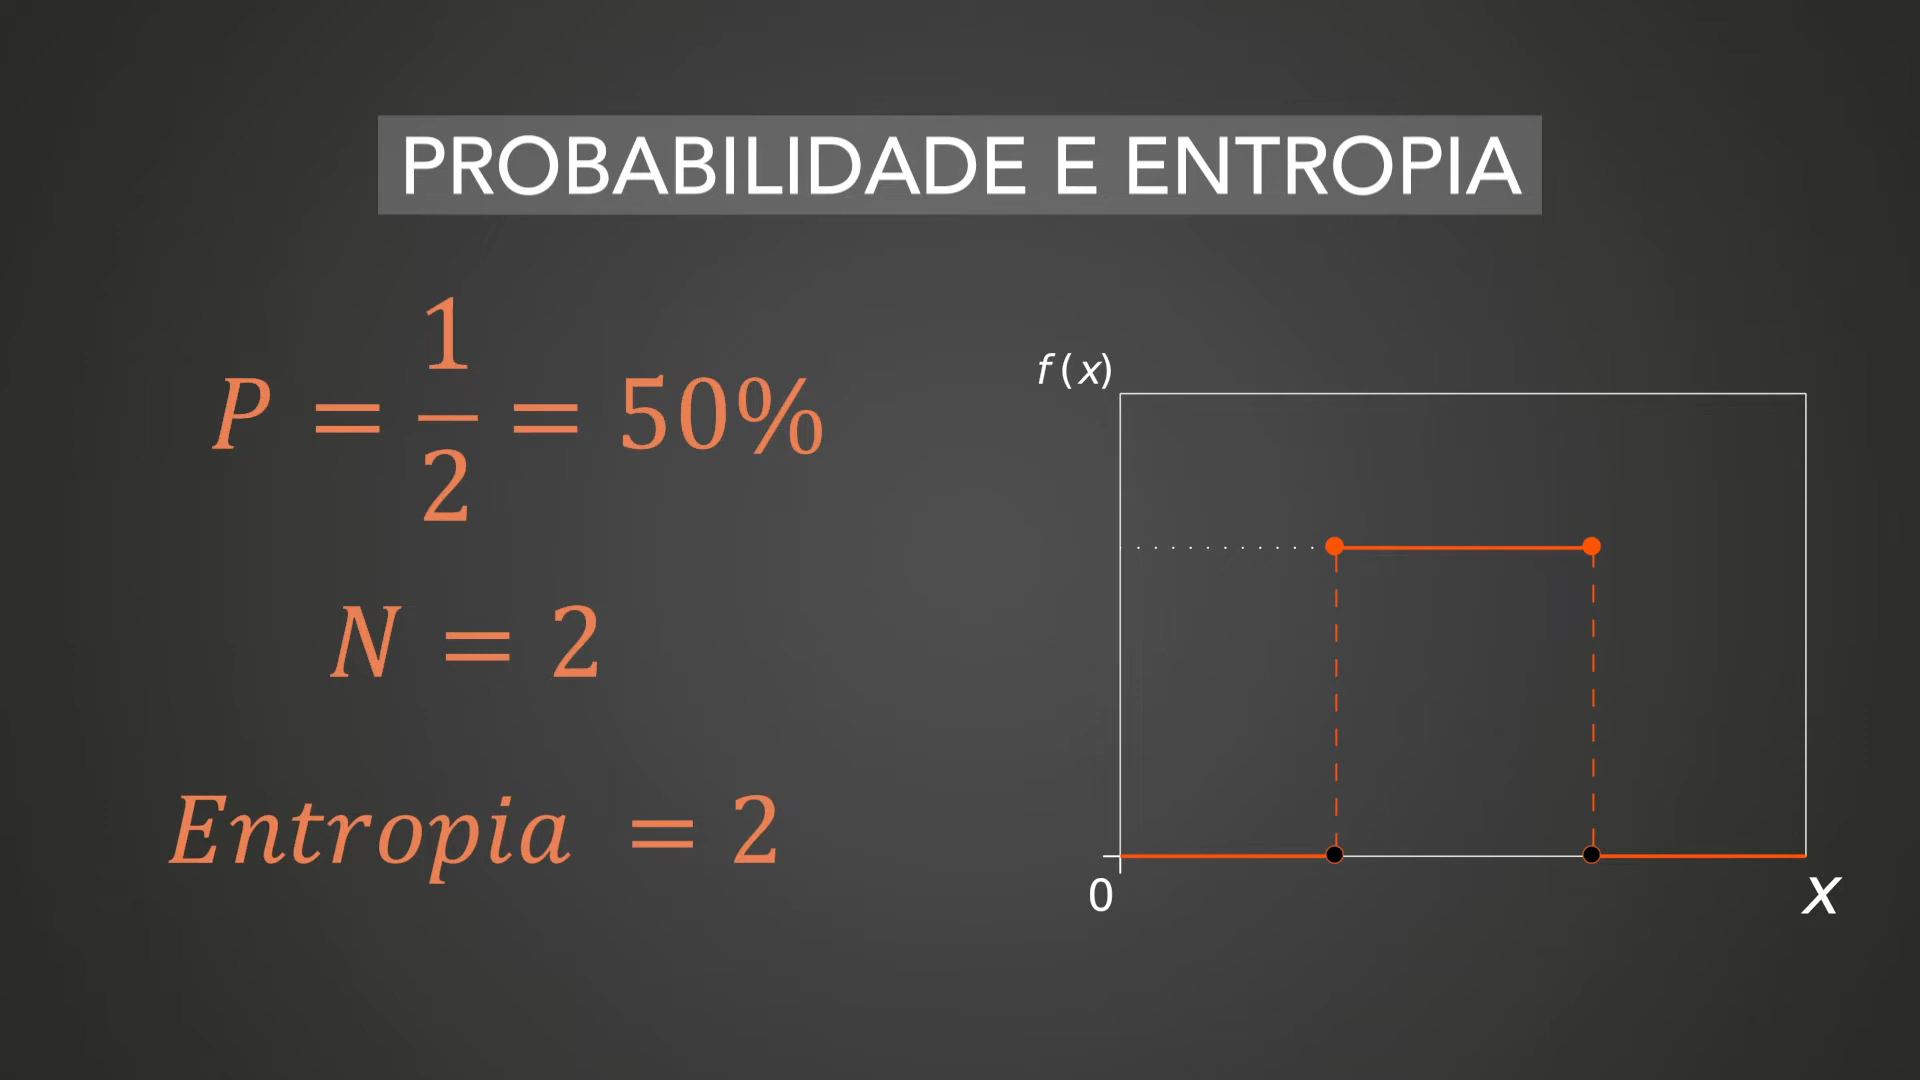 PROBABILIDADE E ENTROPIA
P = 1/2 = 50%
N = 2
Entropia = 2
f(x)
0
x